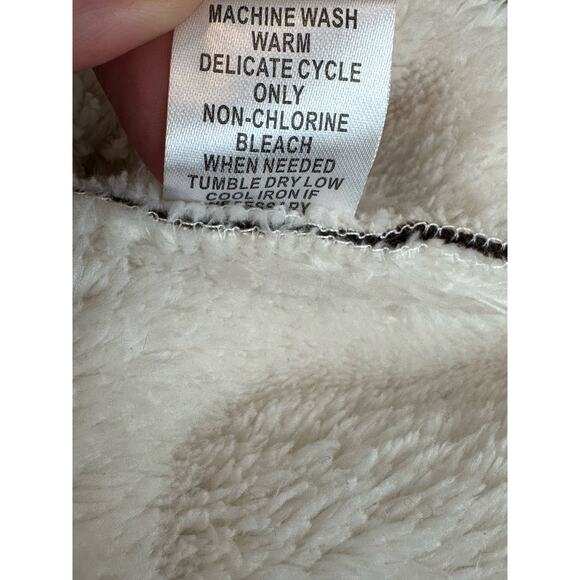 MACHINE WASH
WARM
DELICATE CYCLE
ONLY
NON-CHLORINE
BLEACH
WHEN NEEDED
TUMBLE DRY LOW
COOL IRON IF